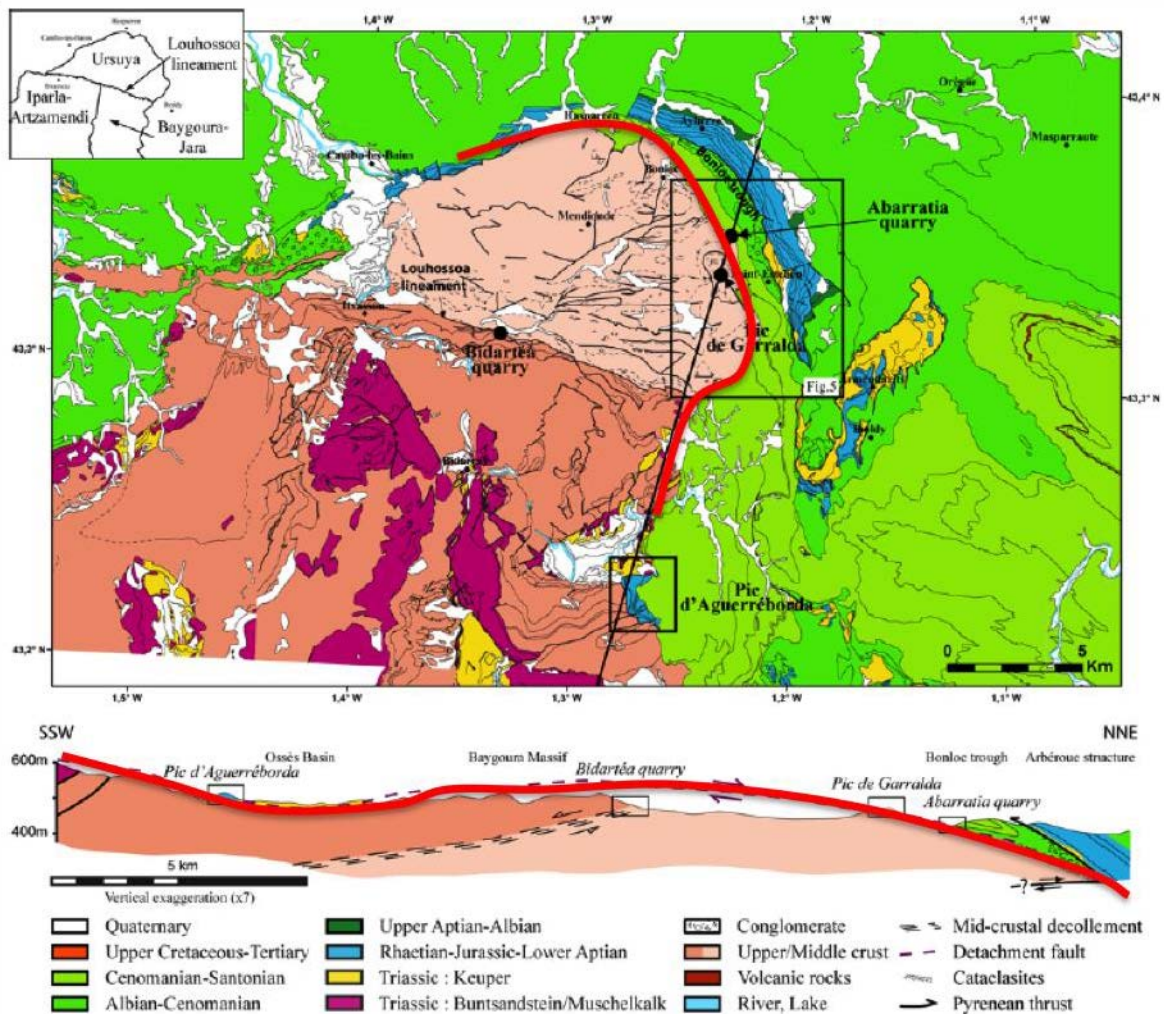 1,4°W
1,3°W
1,2°W
Hasparren
Cambo-les-Bains
Ursuya
Louhossoa
lineament
Iparla-
Artzamendi
Baygoura-
Jara
43,4° N
Orègue
Masparraute
Hasparren
Ayherre
Cambo-les-Bains
Bonloc
Bonloc trough
Mendionde
Abarratia
quarry
Louhossoa
lineament
Saint-Esteben
Pic
de Garralda
Bidartéa
quarry
Fig.5
Pic
d'Aguerréborda
0 5
Km
43,2° N
1,5°W
1,4°W
1,3°W
1,2°W
1,1°W
SSW
NNE
600m
400m
Ossès Basin
Baygoura Massif
Bonloc trough
Arbéroue structure
Pic d'Aguerréborda
Bidartéa quarry
Pic de Garralda
Abarratia quarry
5 km
Vertical exaggeration (x7)
-?
Quaternary
Upper Cretaceous-Tertiary
Cenomanian-Santonian
Albian-Cenomanian
Upper Aptian-Albian
Rhaetian-Jurassic-Lower Aptian
Triassic : Keuper
Triassic : Buntsandstein/Muschelkalk
Conglomerate
Upper/Middle crust
Volcanic rocks
River, Lake
Mid-crustal decollement
Detachment fault
Cataclasites
Pyrenean thrust